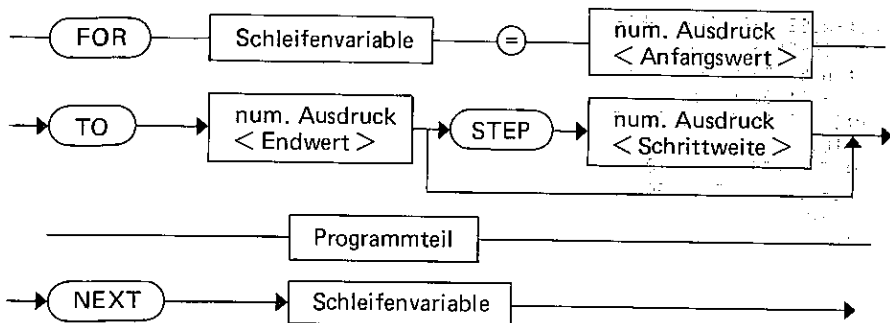 FOR Schleifenvariable = num. Ausdruck
< Anfangswert >
TO num. Ausdruck
< Endwert > STEP num. Ausdruck
< Schrittweite >
Programmteil
NEXT Schleifenvariable